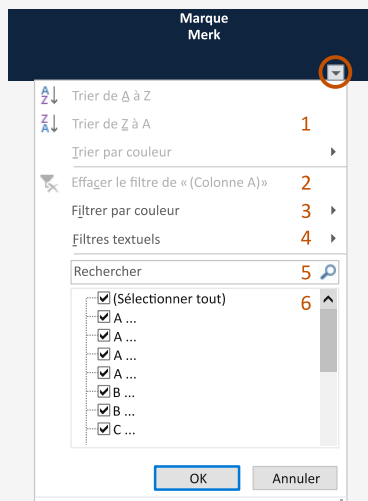 Marque
Merk
Trier de A à Z
Trier de Z à A 1
Trier par couleur
Effacer le filtre de « (Colonne A)» 2
Filtrer par couleur 3
Filtres textuels 4
Rechercher 5
(Sélectionner tout) 6
A ...
A ...
A ...
A ...
B ...
B ...
C ...
OK Annuler